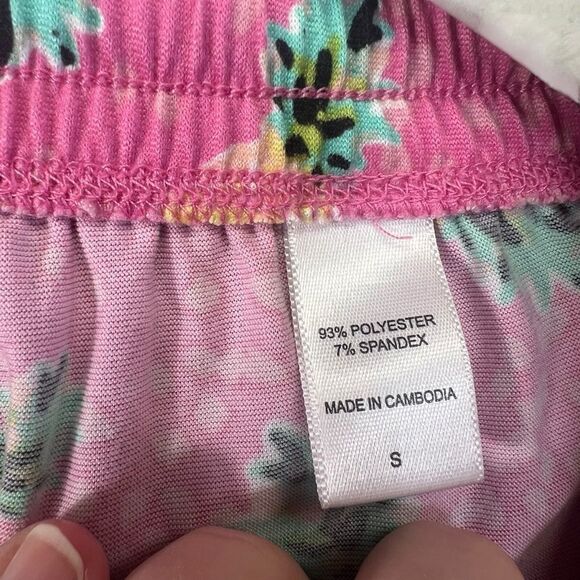 93% POLYESTER
7% SPANDEX
MADE IN CAMBODIA
S